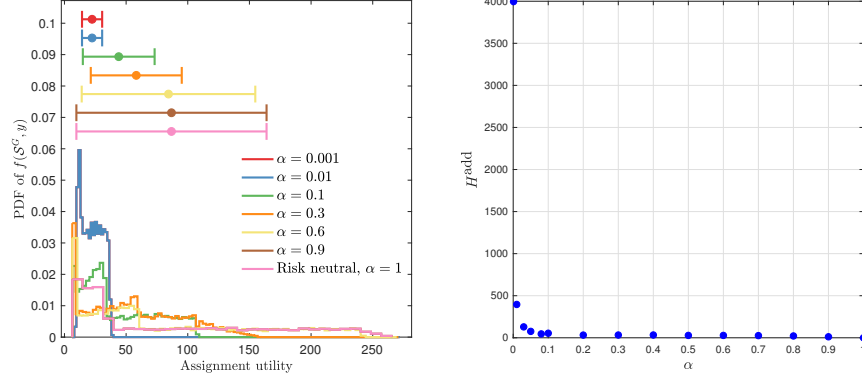 0.1
0.09
0.08
0.07
0.06
0.05
0.04
0.03
0.02
0.01
0
PDF of f(𝒮ᴳ, y)
α = 0.001
α = 0.01
α = 0.1
α = 0.3
α = 0.6
α = 0.9
Risk neutral, α = 1
0 50 100 150 200 250
Assignment utility
4000
3500
3000
2500
2000
1500
1000
500
0
H^add
0 0.1 0.2 0.3 0.4 0.5 0.6 0.7 0.8 0.9 1
α